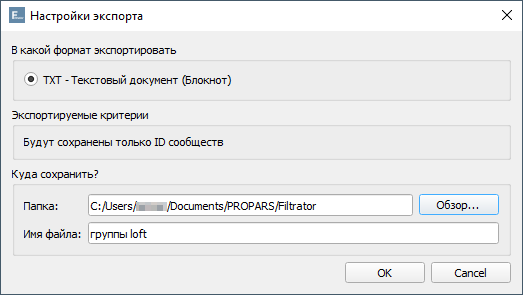 Настройки экспорта
В какой формат экспортировать
TXT - Текстовый документ (Блокнот)
Экспортируемые критерии
Будут сохранены только ID сообществ
Куда сохранить?
Папка: C:/Users/ /Documents/PROPARS/Filtrator Обзор...
Имя файла: группы loft
OK Cancel